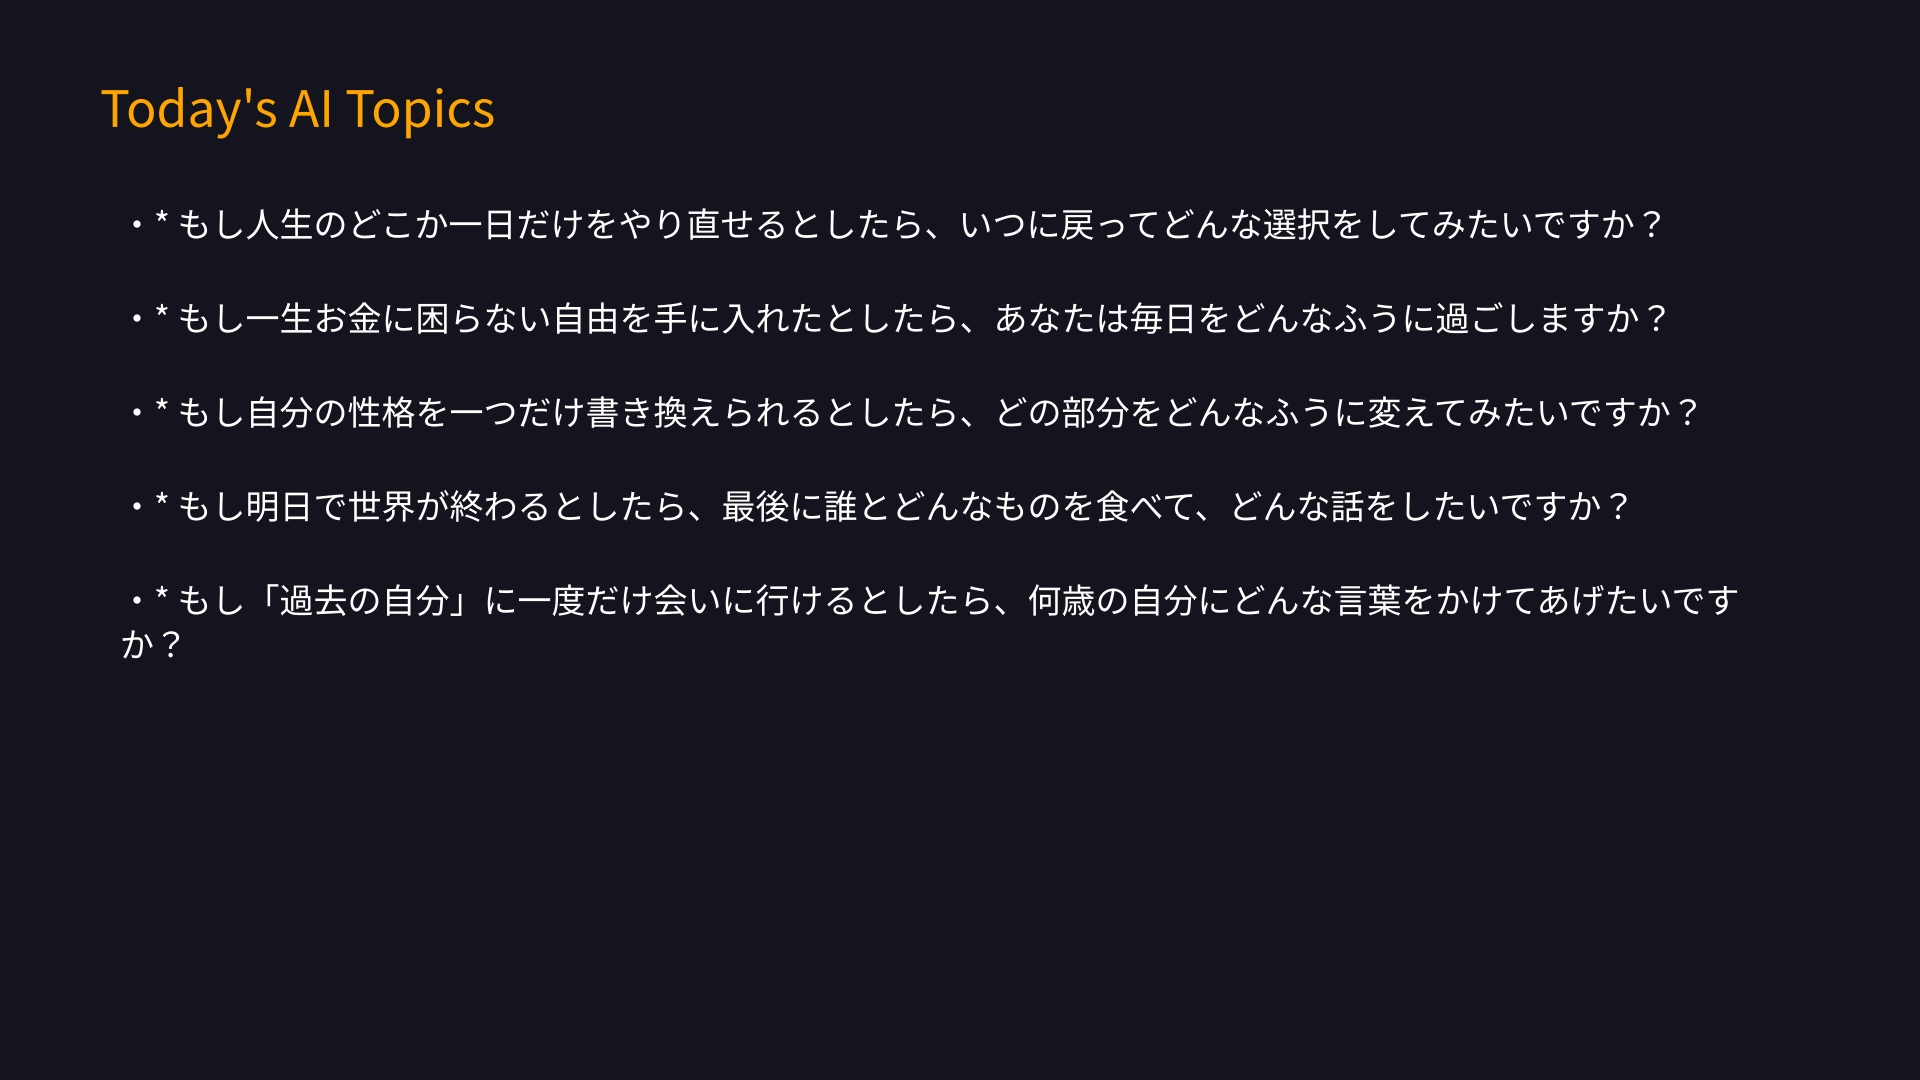 Today's AI Topics
・* もし人生のどこか一日だけをやり直せるとしたら、いつに戻ってどんな選択をしてみたいですか？
・* もし一生お金に困らない自由を手に入れたとしたら、あなたは毎日をどんなふうに過ごしますか？
・* もし自分の性格を一つだけ書き換えられるとしたら、どの部分をどんなふうに変えてみたいですか？
・* もし明日で世界が終わるとしたら、最後に誰とどんなものを食べて、どんな話をしたいですか？
・* もし「過去の自分」に一度だけ会いに行けるとしたら、何歳の自分にどんな言葉をかけてあげたいです
か？